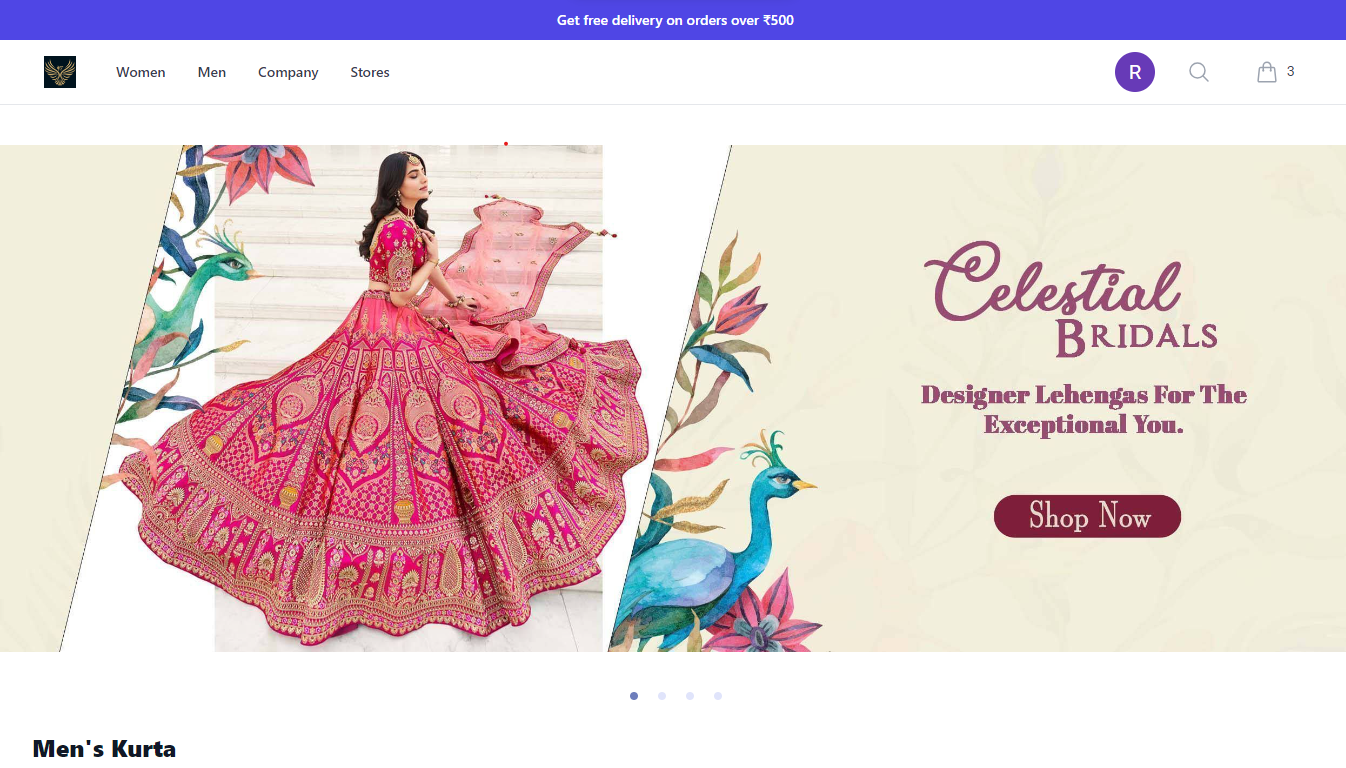 Get free delivery on orders over ₹500
Women Men Company Stores R 3
Celestial
BRIDALS
Designer Lehengas For The
Exceptional You.
Shop Now
Men's Kurta